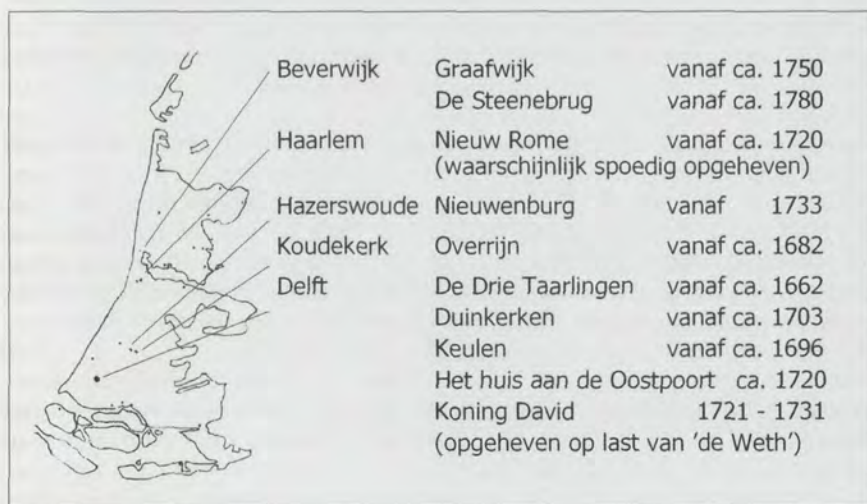 Beverwijk Graafwijk vanaf ca. 1750
De Steenebrug vanaf ca. 1780
Haarlem Nieuw Rome vanaf ca. 1720
(waarschijnlijk spoedig opgeheven)
Hazerswoude Nieuwenburg vanaf 1733
Koudekerk Overrijn vanaf ca. 1682
Delft De Drie Taarlingen vanaf ca. 1662
Duinkerken vanaf ca. 1703
Keulen vanaf ca. 1696
Het huis aan de Oostpoort ca. 1720
Koning David 1721 - 1731
(opgeheven op last van 'de Weth')